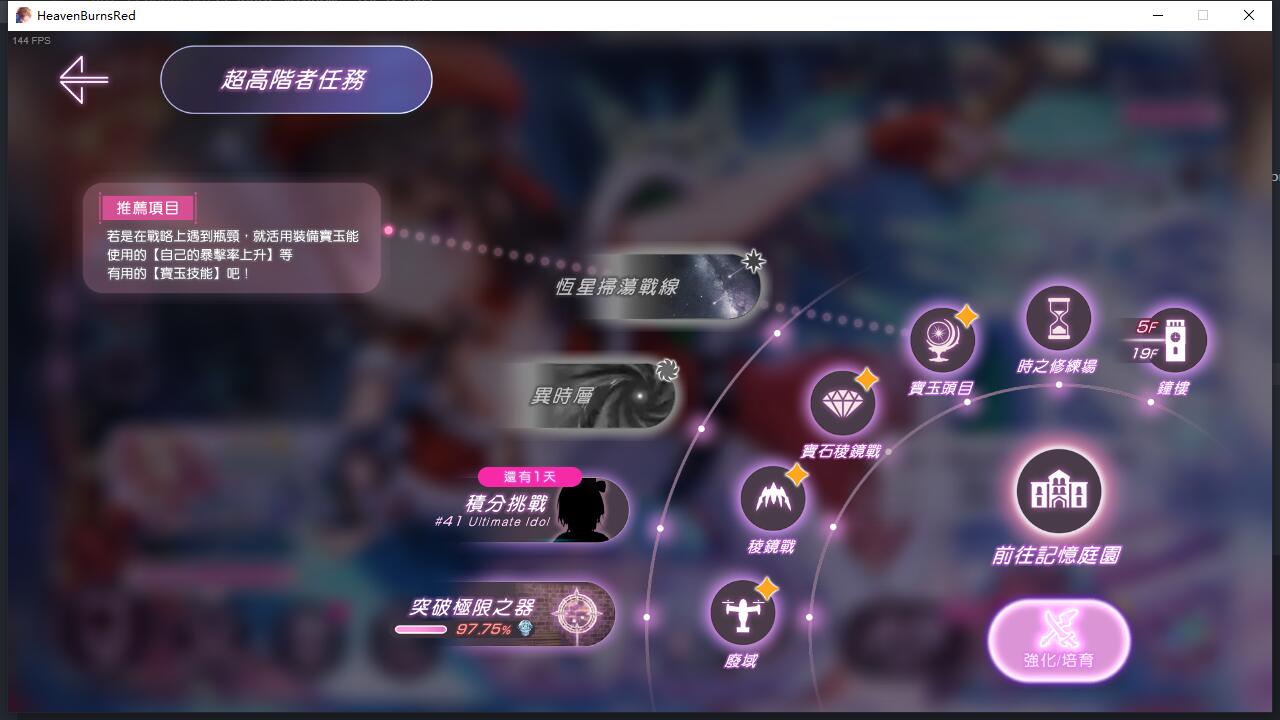 HeavenBurnsRed
144 FPS
超高階者任務
推薦項目
若是在戰略上遇到瓶頸，就活用裝備寶玉能
使用的【自己的暴擊率上升】等
有用的【寶玉技能】吧！
恆星掃蕩戰線
異時層
還有1天
積分挑戰
#41 Ultimate Idol
突破極限之器
97.75%
寶玉頭目
時之修練場
5F
19F
鐘樓
寶石稜鏡戰
稜鏡戰
廢域
前往記憶庭園
強化/培育